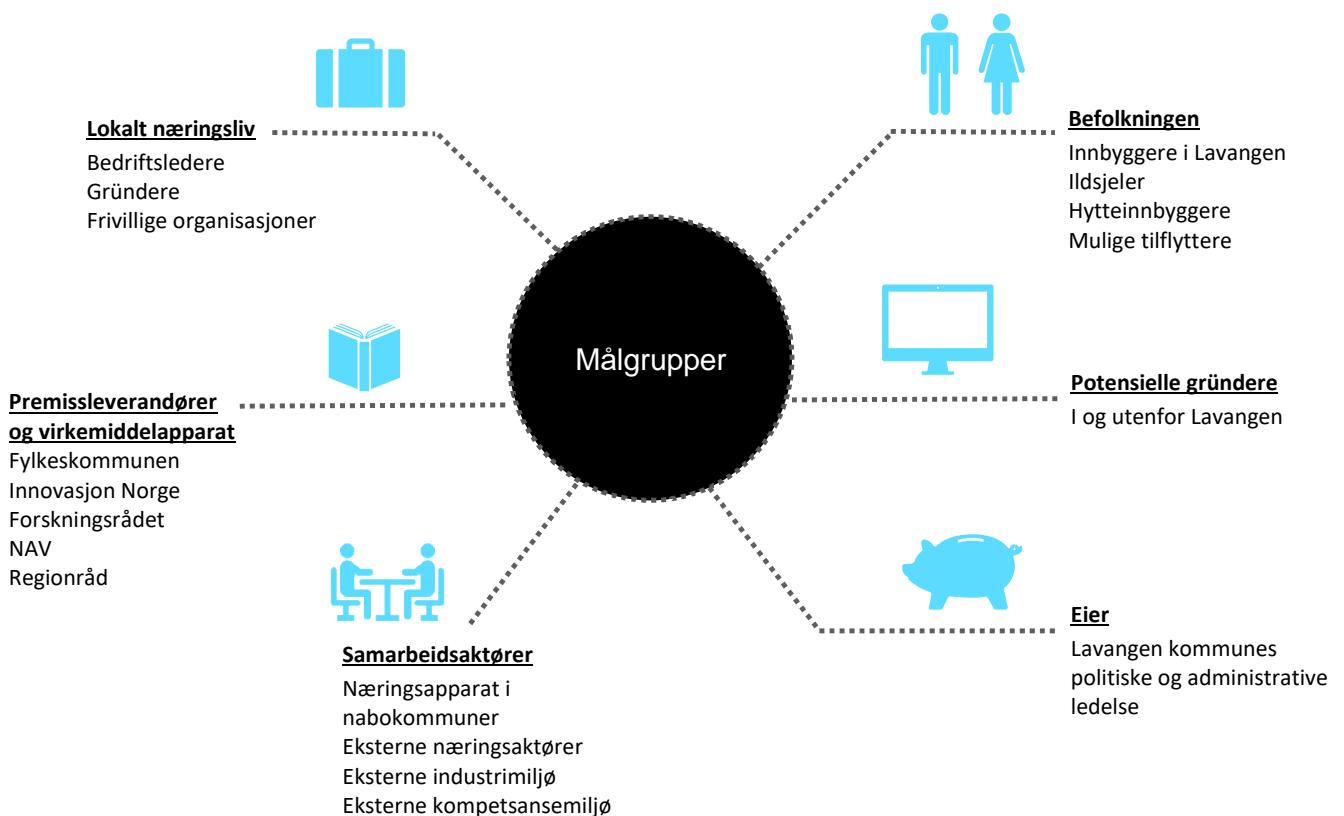 Lokalt næringsliv
Bedriftsledere
Gründere
Frivillige organisasjoner
Befolkningen
Innbyggere i Lavangen
Ildsjeler
Hytteinnbyggere
Mulige tilflyttere
Målgrupper
Premissleverandører
og virkemiddelapparat
Fylkeskommunen
Innovasjon Norge
Forskningsrådet
NAV
Regionråd
Potensielle gründere
I og utenfor Lavangen
Samarbeidsaktører
Næringsapparat i
nabokommuner
Eksterne næringsaktører
Eksterne industrimiljø
Eksterne kompetsansemiljø
Eier
Lavangen kommunes
politiske og administrative
ledelse